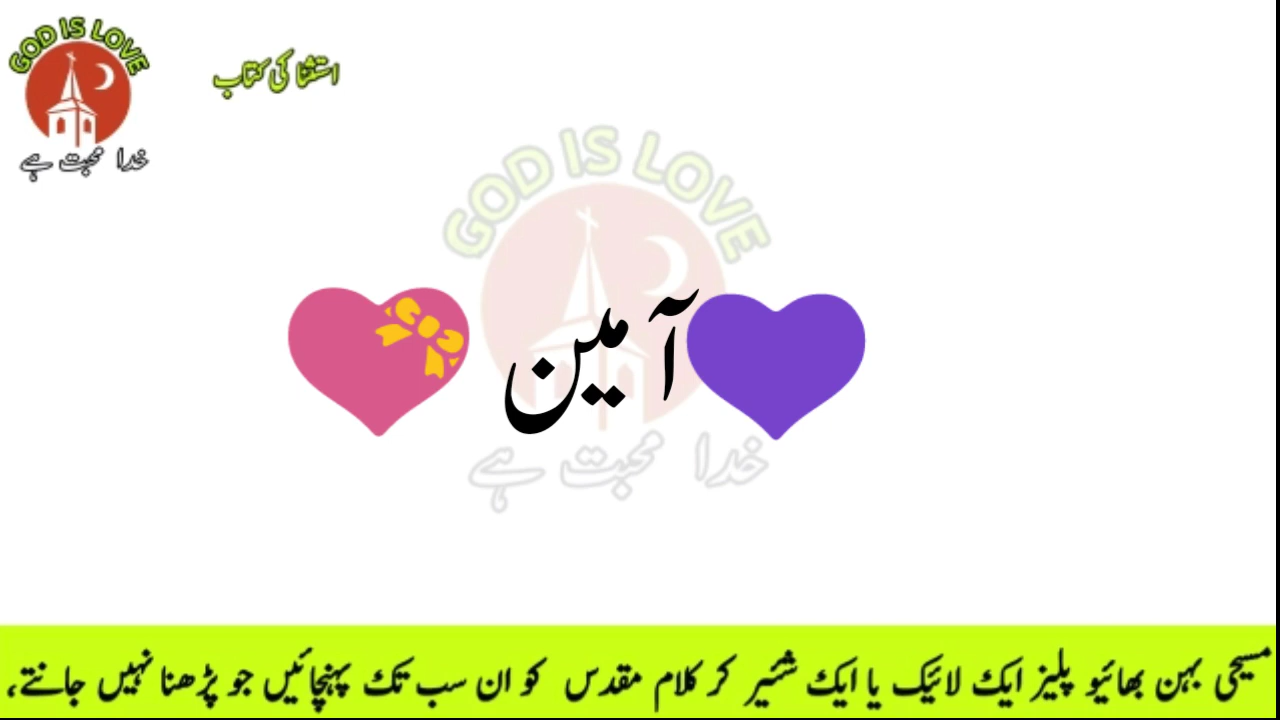 GOD IS LOVE
خدا محبت ہے
استثنا کی کتاب
GOD IS LOVE
آمین
خدا محبت ہے
مسیحی بہن بھائیو پلیز ایک لائیک یا ایک شئیر کر کلام مقدس کو ان سب تک پہنچائیں جو پڑھنا نہیں جانتے،